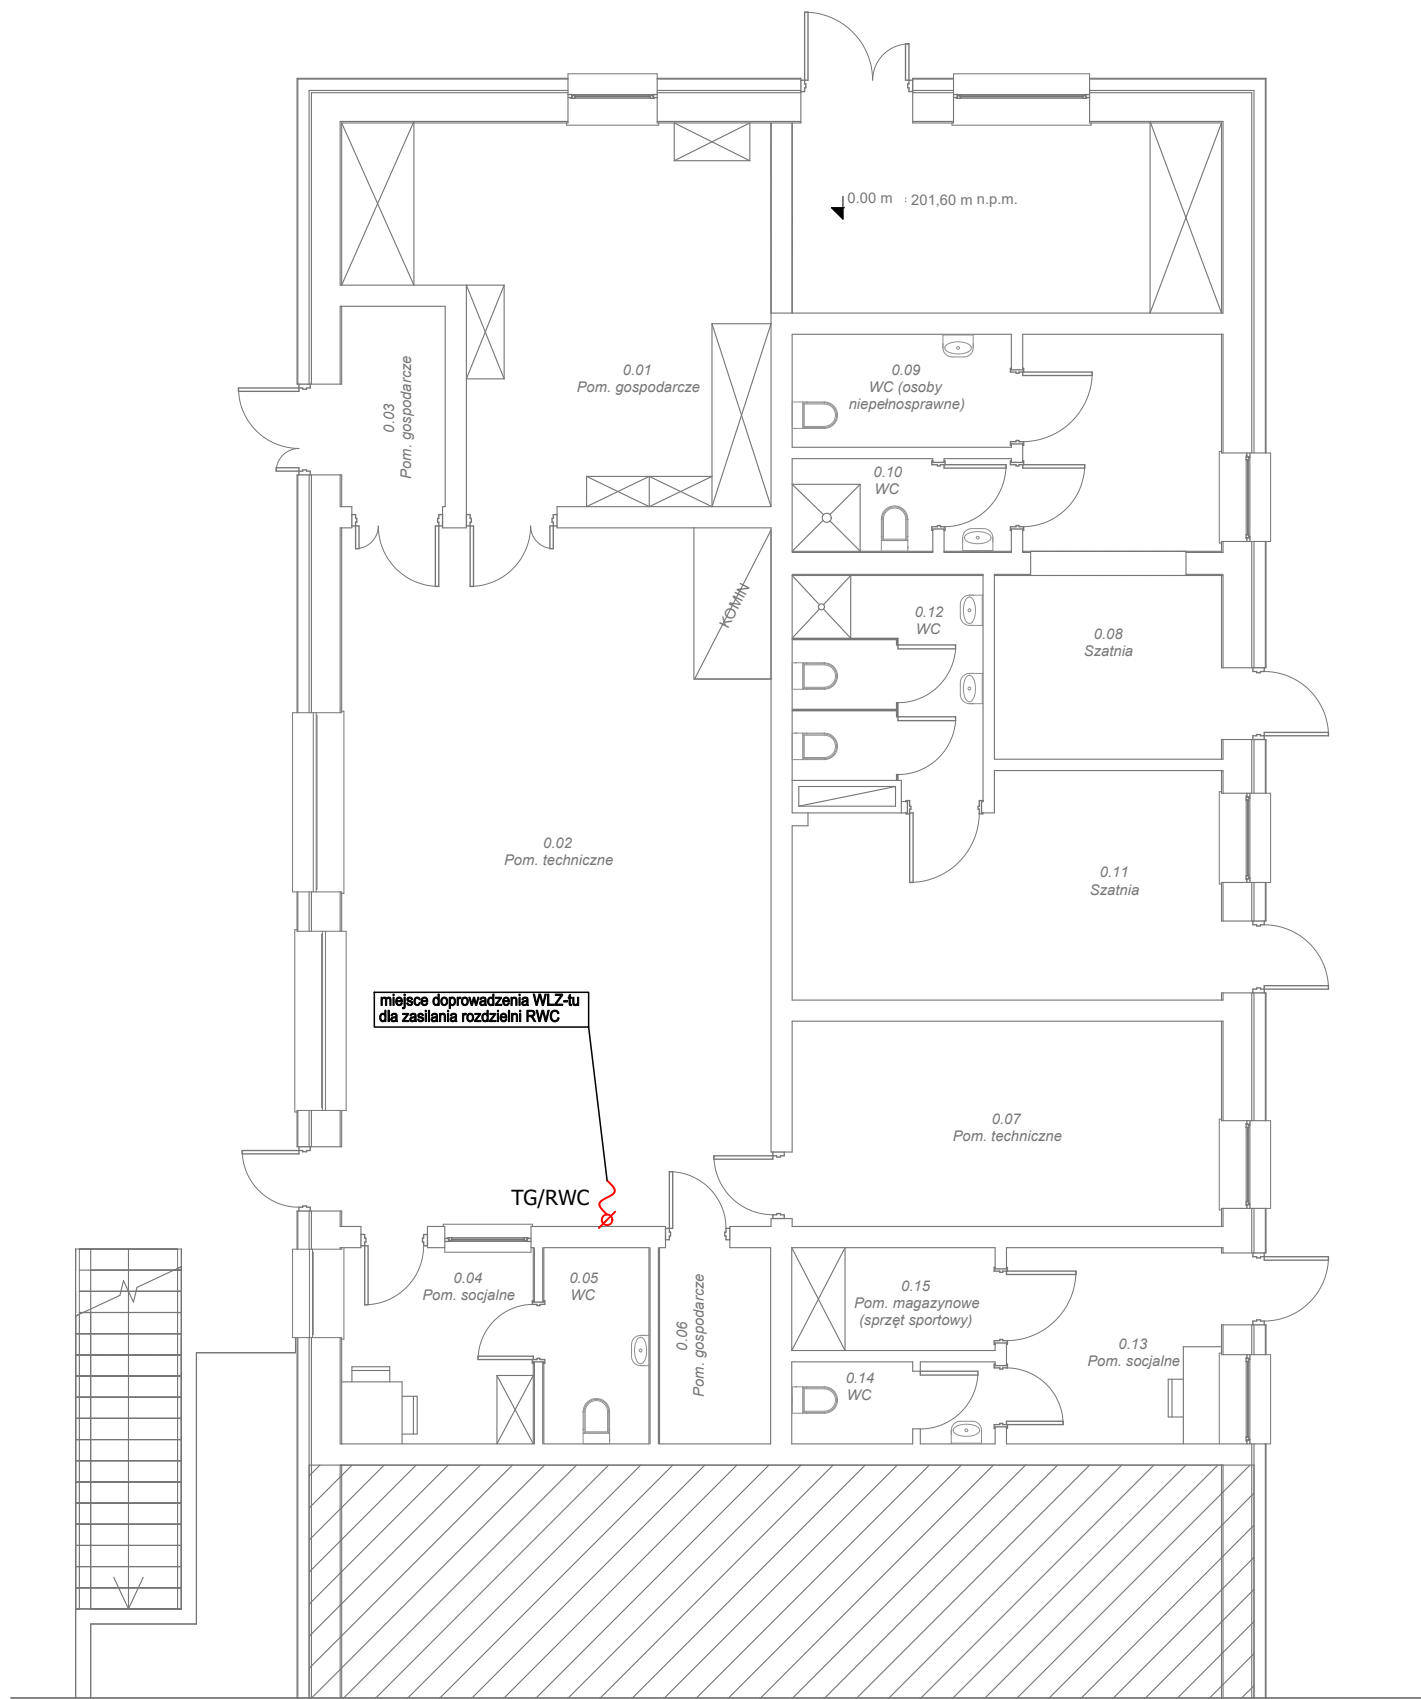 0.00 m : 201,60 m n.p.m.
0.01
Pom. gospodarcze
0.09
WC (osoby
niepełnosprawne)
0.03
Pom. gospodarcze
0.10
WC
KOMIN
0.12
WC
0.08
Szatnia
0.02
Pom. techniczne
0.11
Szatnia
miejsce doprowadzenia WLZ-tu
dla zasilania rozdzielni RWC
0.07
Pom. techniczne
TG/RWC
0.04
Pom. socjalne
0.05
WC
0.06
Pom. gospodarcze
0.15
Pom. magazynowe
(sprzęt sportowy)
0.13
Pom. socjalne
0.14
WC